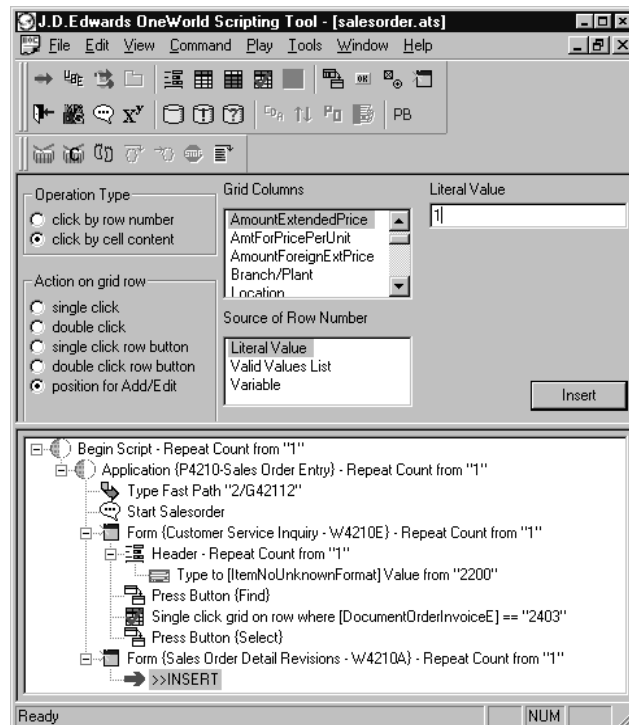 J.D.Edwards OneWorld Scripting Tool - [salesorder.ats]
File Edit View Command Play Tools Window Help
UBE OK
x^y PB
Operation Type
click by row number
click by cell content
Action on grid row
single click
double click
single click row button
double click row button
position for Add/Edit
Grid Columns
AmountExtendedPrice
AmtForPricePerUnit
AmountForeignExtPrice
Branch/Plant
Location
Source of Row Number
Literal Value
Valid Values List
Variable
Literal Value
1
Insert
Begin Script - Repeat Count from "1"
Application {P4210-Sales Order Entry} - Repeat Count from "1"
Type Fast Path "2/G42112"
Start Salesorder
Form {Customer Service Inquiry - W4210E} - Repeat Count from "1"
Header - Repeat Count from "1"
Type to [ItemNoUnknownFormat] Value from "2200"
Press Button {Find}
Single click grid on row where [DocumentOrderInvoiceE] == "2403"
Press Button {Select}
Form {Sales Order Detail Revisions - W4210A} - Repeat Count from "1"
>>INSERT
Ready NUM